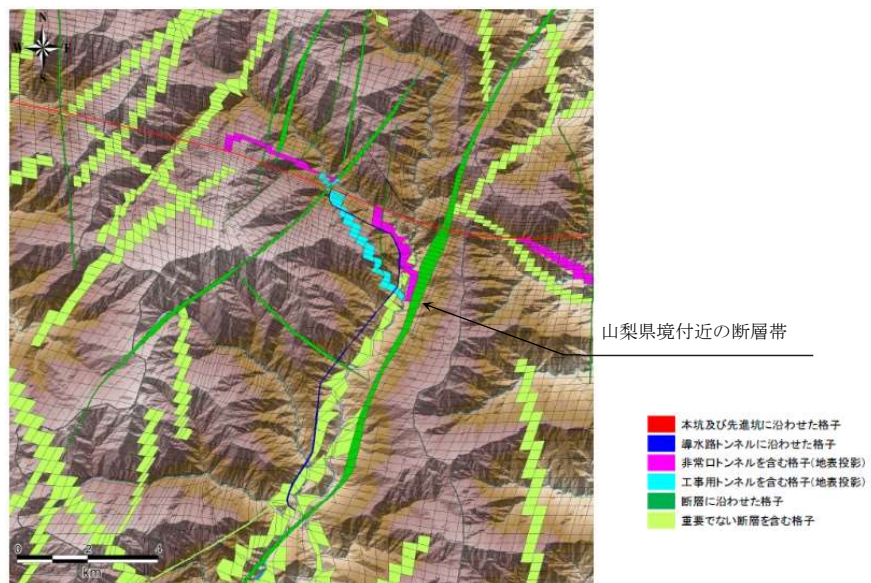 N
W
E
S
山梨県境付近の断層帯
本坑及び先進坑に沿わせた格子
導水路トンネルに沿わせた格子
非常口トンネルを含む格子(地表投影)
工事用トンネルを含む格子(地表投影)
断層に沿わせた格子
重要でない断層を含む格子
0 2 4
km